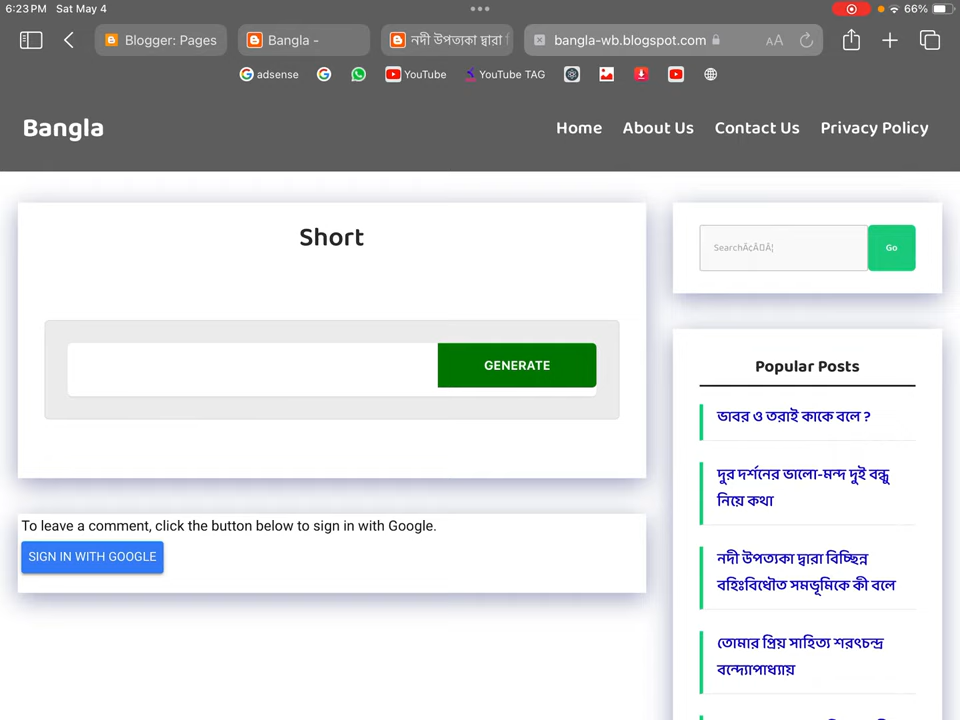 6:23PM Sat May 4
66%
Blogger: Pages
Bangla -
নদী উপত্যকা দ্বারা
bangla-wb.blogspot.com
AA
adsense
YouTube
YouTube TAG
Bangla
Home
About Us
Contact Us
Privacy Policy
Short
GENERATE
To leave a comment, click the button below to sign in with Google.
SIGN IN WITH GOOGLE
SearchÃ¢Â€Â¦
Go
Popular Posts
ভাবর ও তরাই কাকে বলে ?
দুর দর্শনের ভালো-মন্দ দুই বন্ধু
নিয়ে কথা
নদী উপত্যকা দ্বারা বিচ্ছিন্ন
বহিঃবিধৌত সমভূমিকে কী বলে
তোমার প্রিয় সাহিত্য শরৎচন্দ্র
বন্দ্যোপাধ্যায়